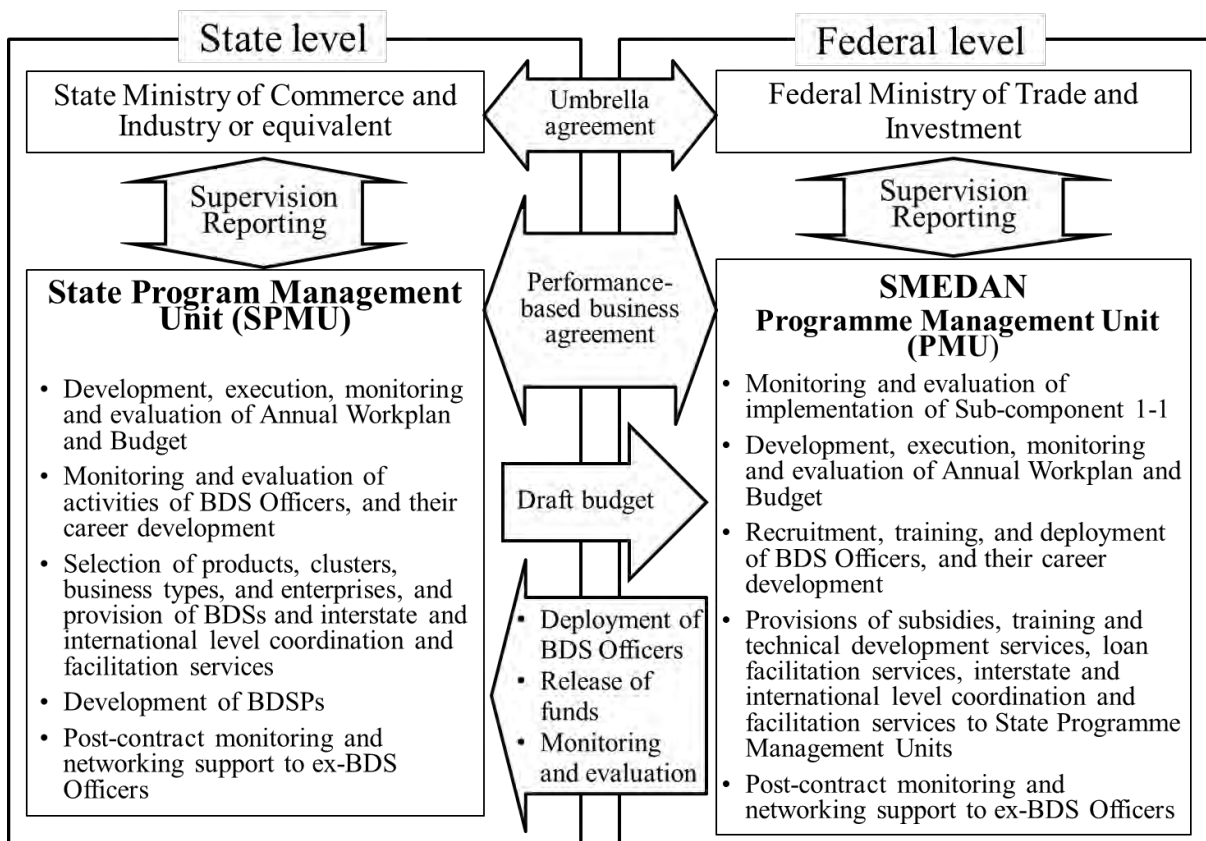 State level
State Ministry of Commerce and
Industry or equivalent
Supervision
Reporting
State Program Management
Unit (SPMU)
• Development, execution, monitoring
and evaluation of Annual Workplan
and Budget
• Monitoring and evaluation of
activities of BDS Officers, and their
career development
• Selection of products, clusters,
business types, and enterprises, and
provision of BDSs and interstate and
international level coordination and
facilitation services
• Development of BDSPs
• Post-contract monitoring and
networking support to ex-BDS
Officers
Umbrella
agreement
Performance-
based business
agreement
Draft budget
• Deployment of
BDS Officers
• Release of
funds
• Monitoring
and evaluation
Federal level
Federal Ministry of Trade and
Investment
Supervision
Reporting
SMEDAN
Programme Management Unit
(PMU)
• Monitoring and evaluation of
implementation of Sub-component 1-1
• Development, execution, monitoring
and evaluation of Annual Workplan and
Budget
• Recruitment, training, and deployment
of BDS Officers, and their career
development
• Provisions of subsidies, training and
technical development services, loan
facilitation services, interstate and
international level coordination and
facilitation services to State Programme
Management Units
• Post-contract monitoring and
networking support to ex-BDS Officers